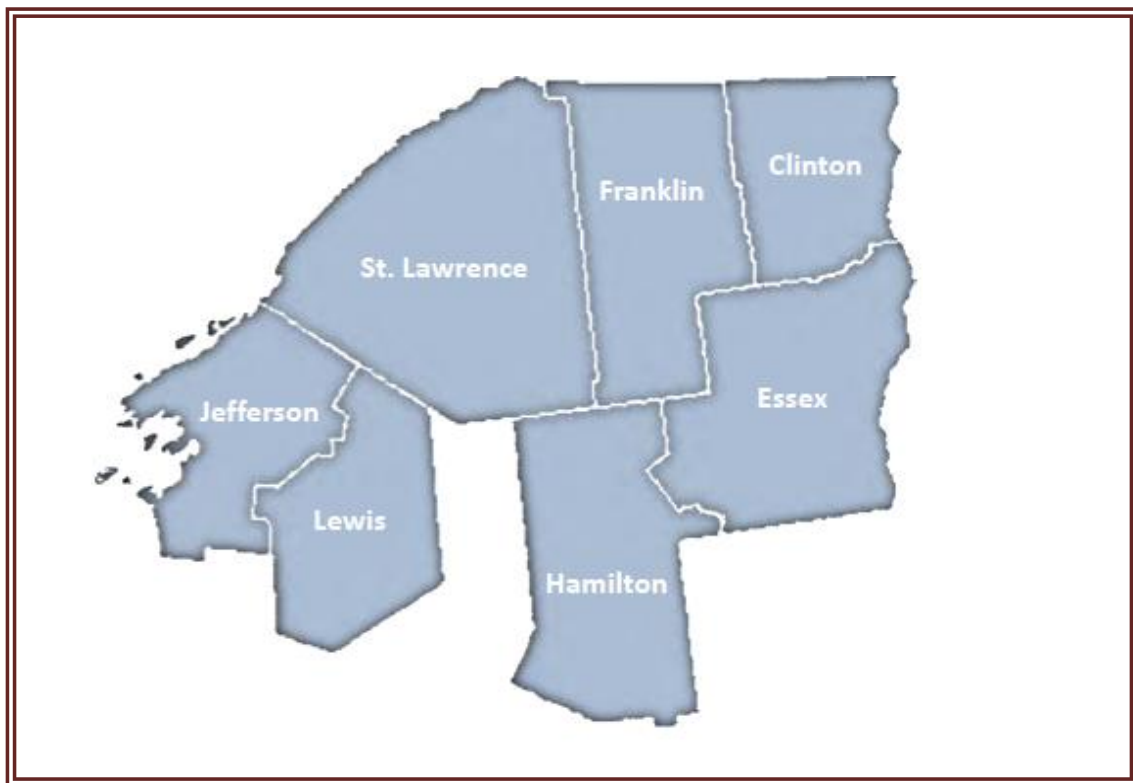 Clinton
Franklin
St. Lawrence
Essex
Jefferson
Lewis
Hamilton